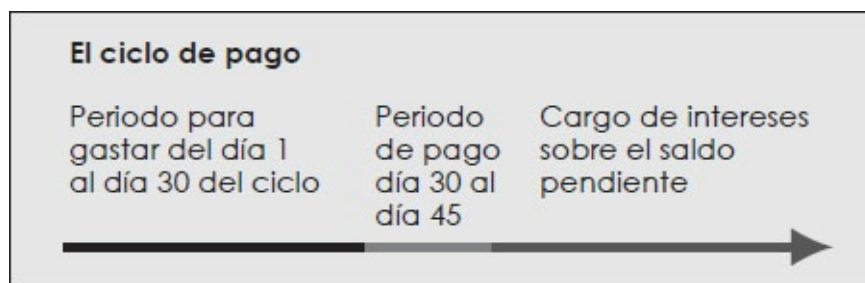 El ciclo de pago
Periodo para
gastar del día 1
al día 30 del ciclo
Periodo
de pago
día 30 al
día 45
Cargo de intereses
sobre el saldo
pendiente